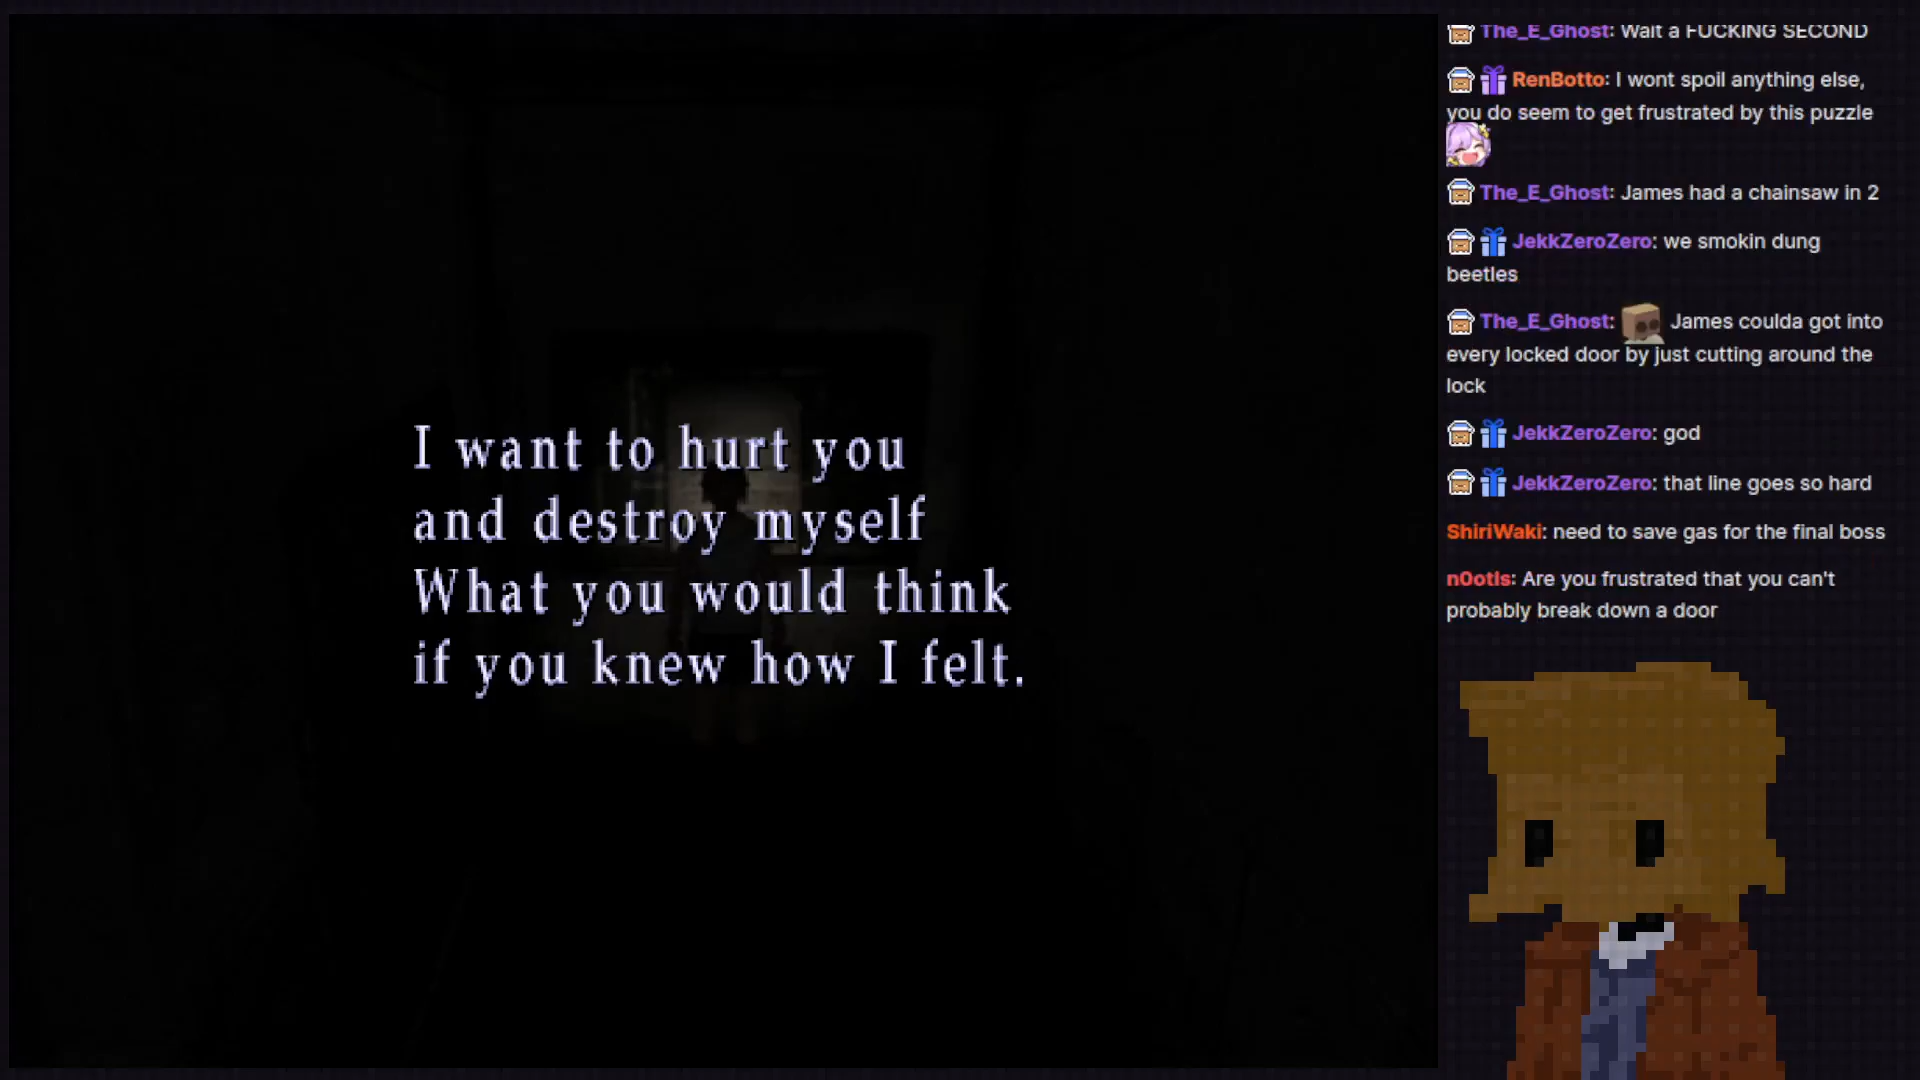 I want to hurt you
and destroy myself
What you would think
if you knew how I felt.
The_E_Ghost: Wait a FUCKING SECOND
RenBotto: I wont spoil anything else,
you do seem to get frustrated by this puzzle
The_E_Ghost: James had a chainsaw in 2
JekkZeroZero: we smokin dung
beetles
The_E_Ghost: James coulda got into
every locked door by just cutting around the
lock
JekkZeroZero: god
JekkZeroZero: that line goes so hard
ShiriWaki: need to save gas for the final boss
n0otls: Are you frustrated that you can't
probably break down a door